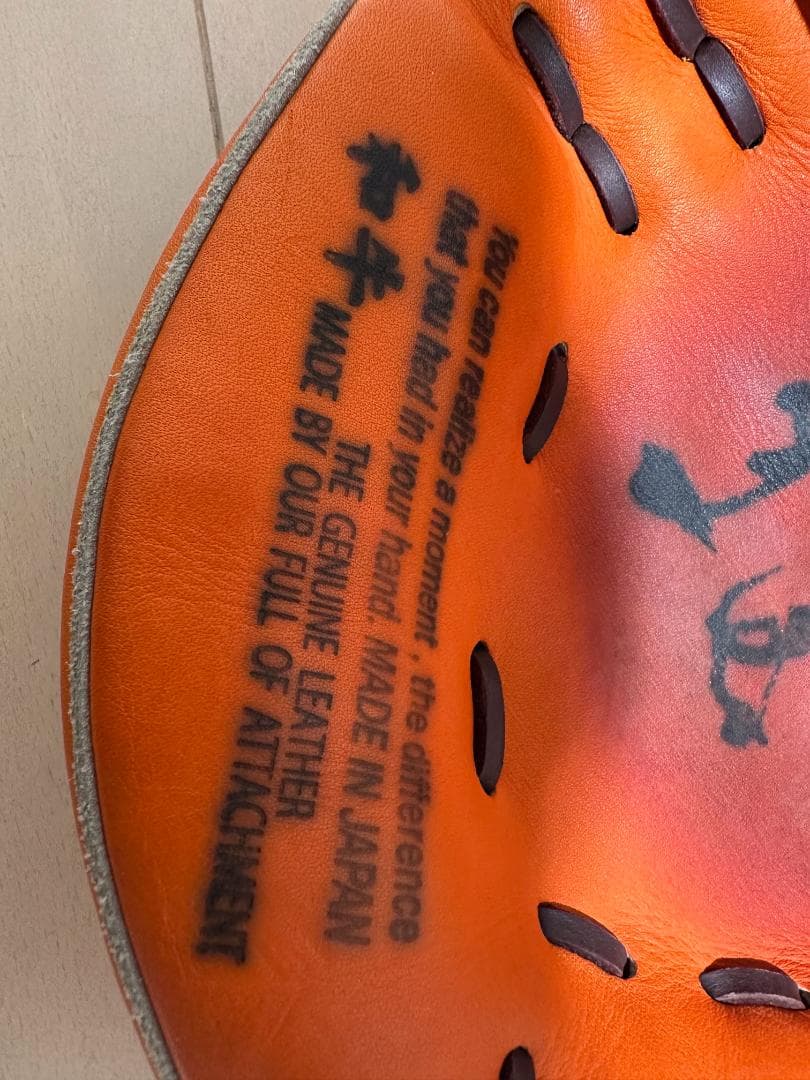 You can realize a moment , the difference
that you had in your hand. MADE IN JAPAN
和牛
THE GENUINE LEATHER
MADE BY OUR FULL OF ATTACHMENT